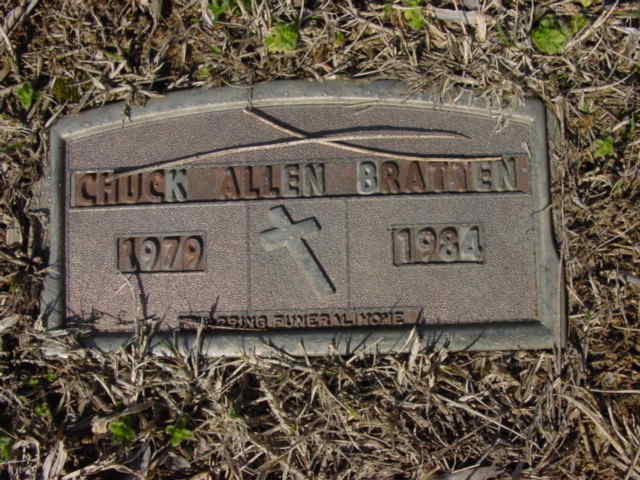 CHUCK ALLEN BRATTEN
1979 1984
FUNERAL HOME